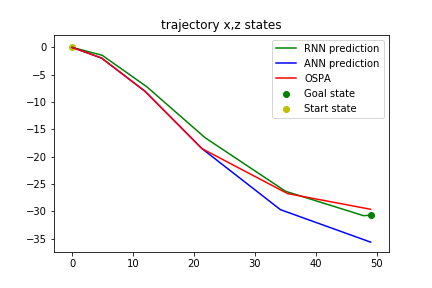 trajectory x,z states
RNN prediction
ANN prediction
OSPA
Goal state
Start state
0
−5
−10
−15
−20
−25
−30
−35
0
10
20
30
40
50